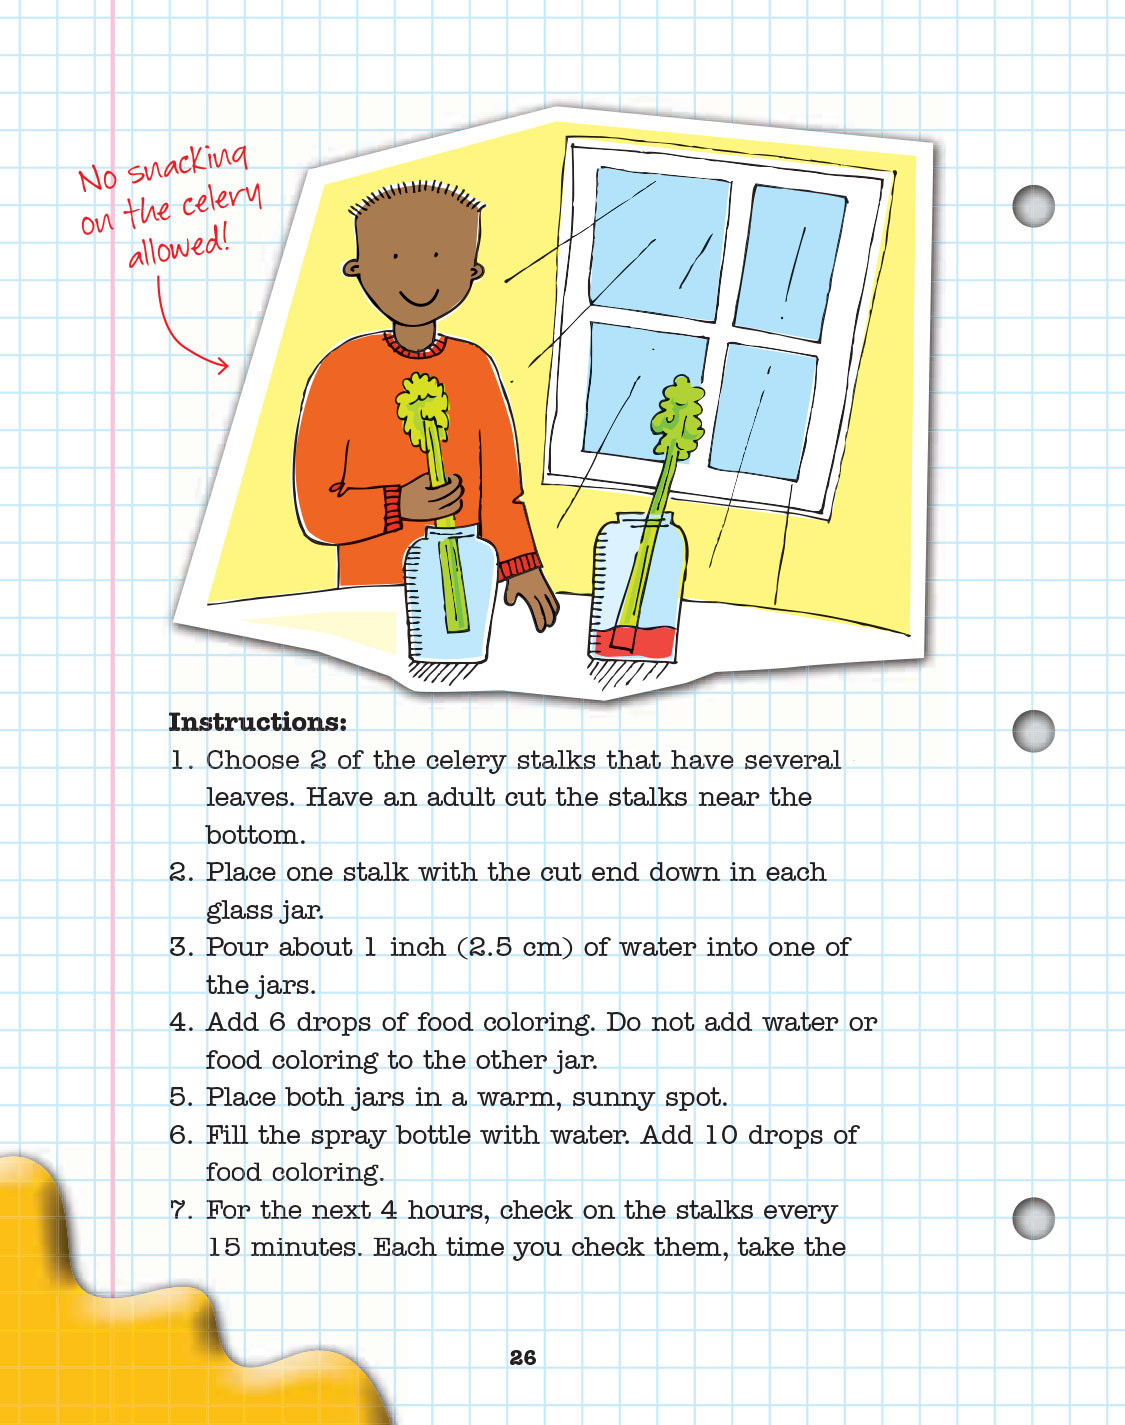 No snacking
on the celery
allowed!
Instructions:
1. Choose 2 of the celery stalks that have several
leaves. Have an adult cut the stalks near the
bottom.
2. Place one stalk with the cut end down in each
glass jar.
3. Pour about 1 inch (2.5 cm) of water into one of
the jars.
4. Add 6 drops of food coloring. Do not add water or
food coloring to the other jar.
5. Place both jars in a warm, sunny spot.
6. Fill the spray bottle with water. Add 10 drops of
food coloring.
7. For the next 4 hours, check on the stalks every
15 minutes. Each time you check them, take the
26